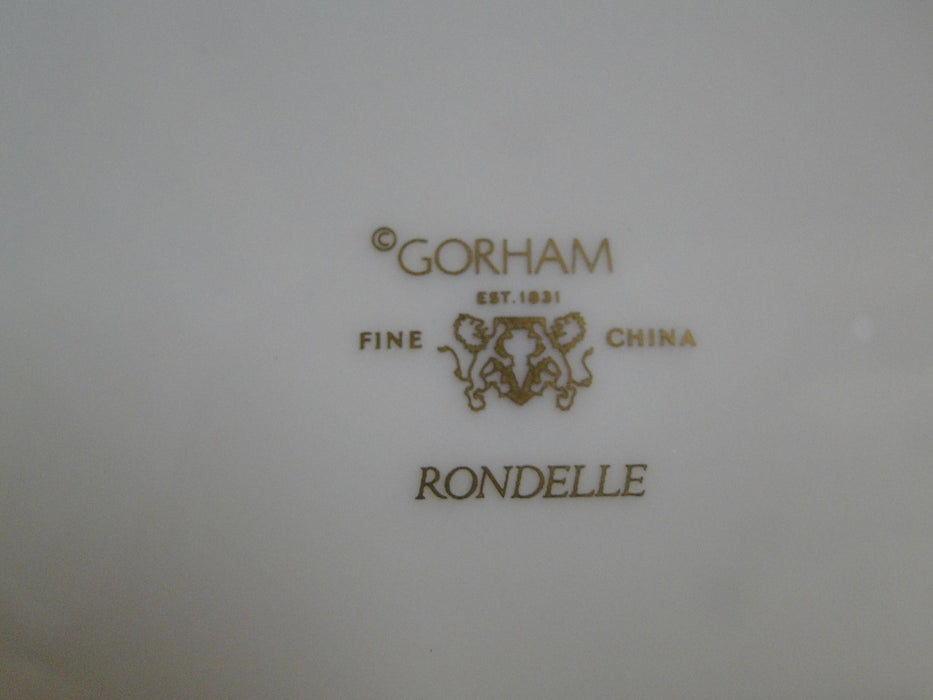 ©GORHAM
EST. 1831
FINE CHINA
RONDELLE